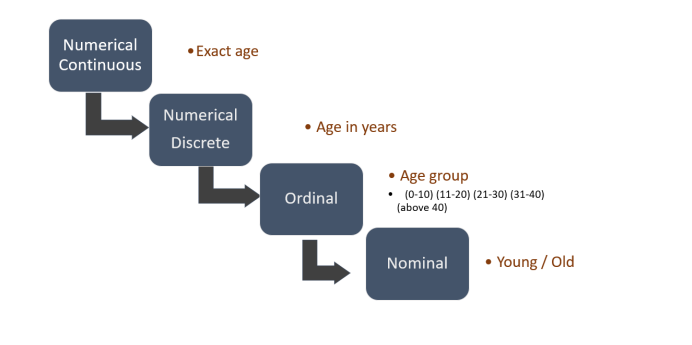 Numerical
Continuous
• Exact age
Numerical
Discrete
• Age in years
Ordinal
• Age group
• (0-10) (11-20) (21-30) (31-40)
(above 40)
Nominal
• Young / Old